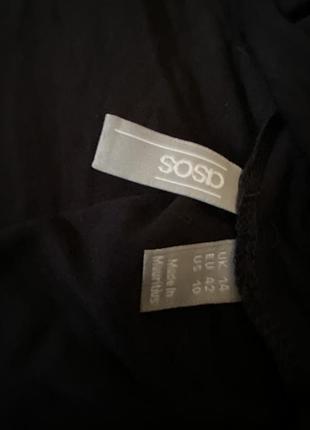 asos
UK 14
EU 42
US 10
Made in
Mauritius